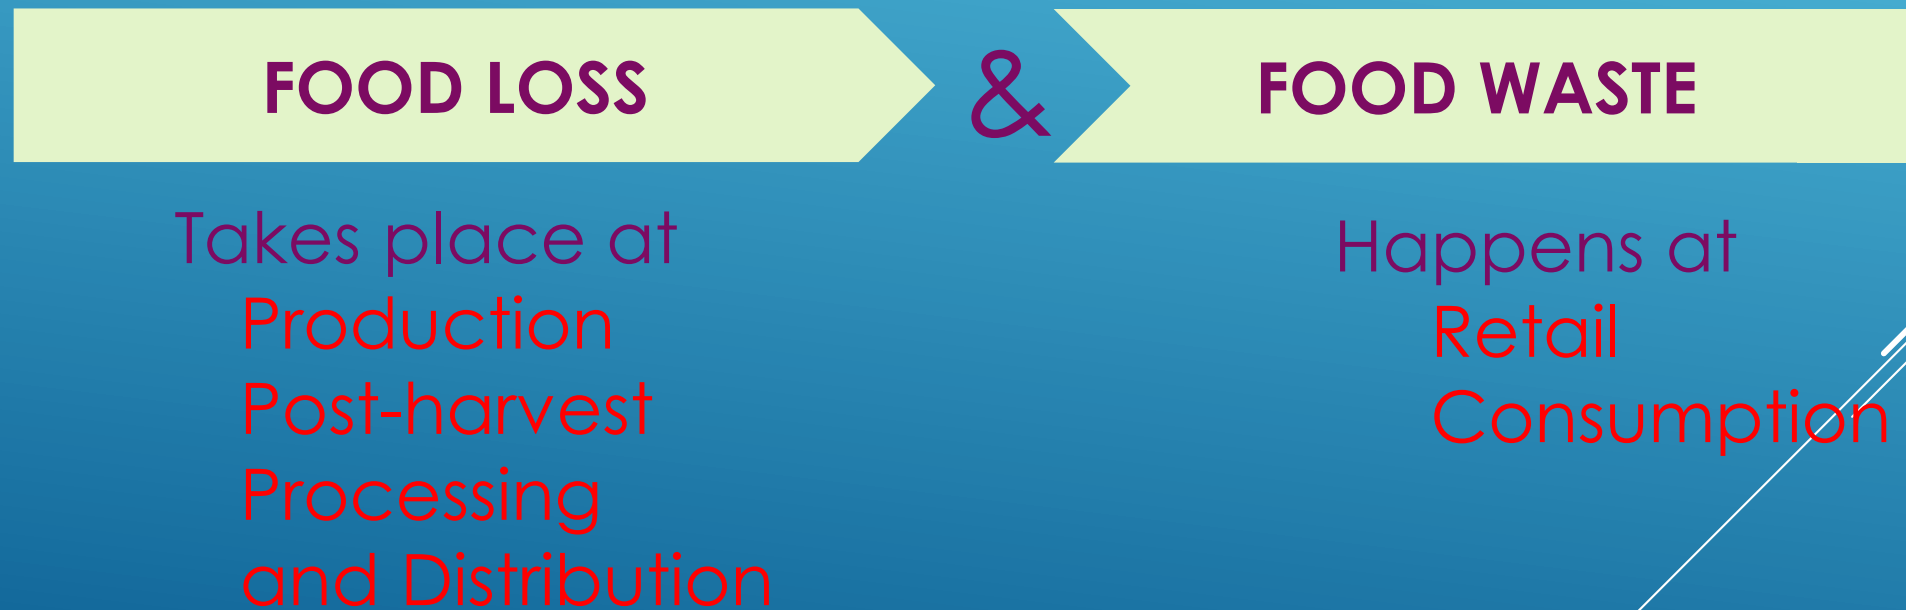 FOOD LOSS
&
FOOD WASTE
Takes place at
Production
Post-harvest
Processing
and Distribution
Happens at
Retail
Consumption